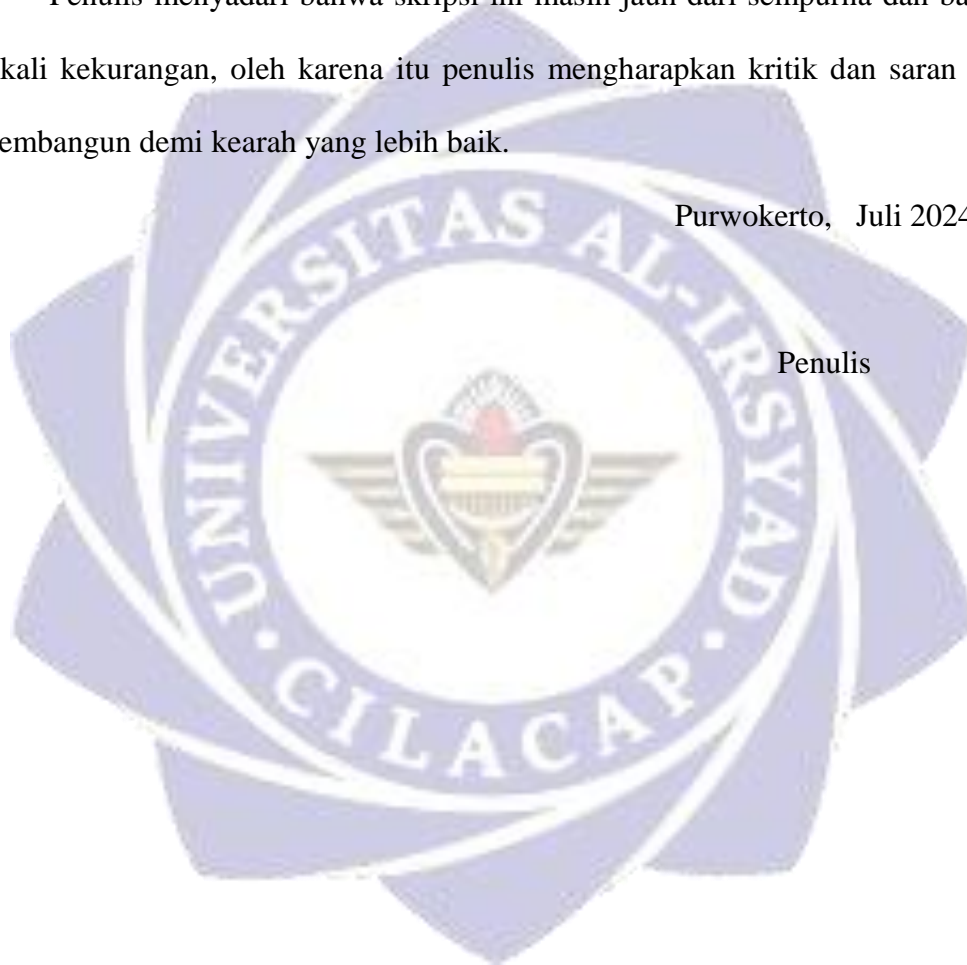 Penulis menyadari bahwa skripsi ini masih jauh dari sempurna dan ba
kali kekurangan, oleh karena itu penulis mengharapkan kritik dan saran
embangun demi kearah yang lebih baik.
Purwokerto, Juli 2024
Penulis
UNIVERSITAS AL-IRSYAD
CILACAP